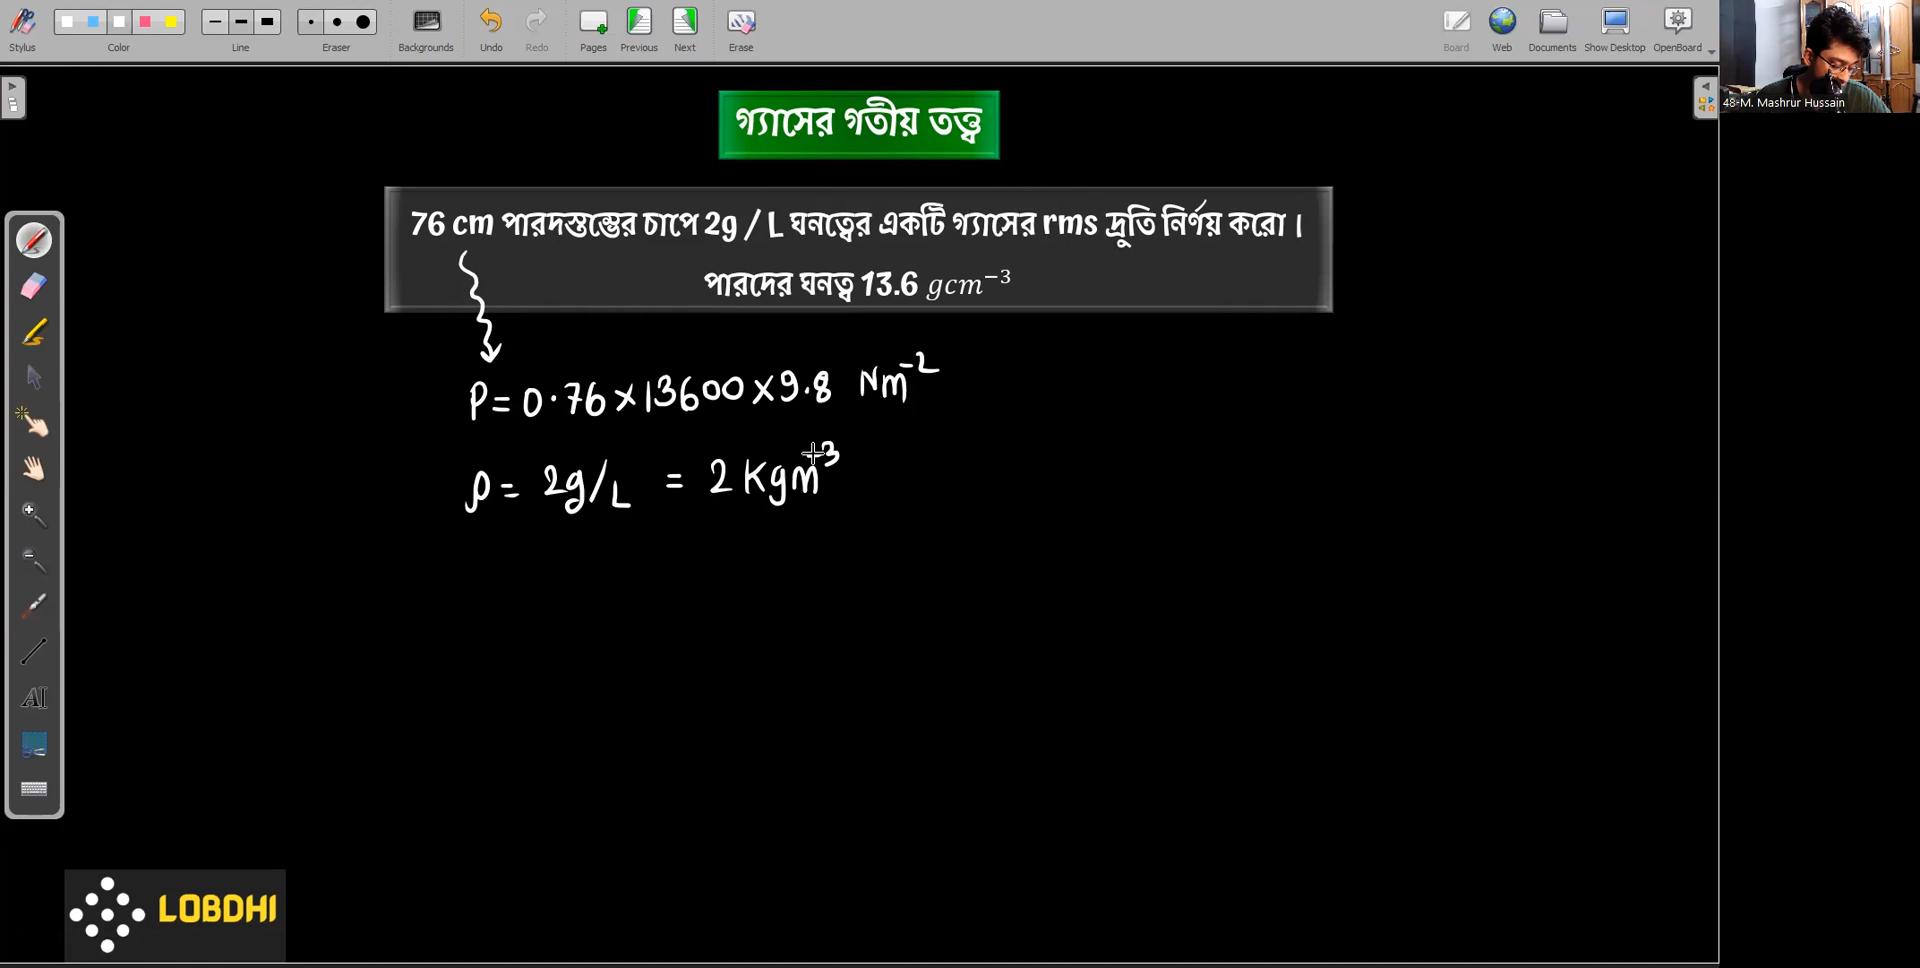 Stylus Color Line Eraser Backgrounds Undo Redo Pages Previous Next Erase Board Web Documents Show Desktop OpenBoard
48-M. Mashrur Hussain
গ্যাসের গতীয় তত্ত্ব
76 cm পারদস্তম্ভের চাপে 2g / L ঘনত্বের একটি গ্যাসের rms দ্রুতি নির্ণয় করো ।
পারদের ঘনত্ব 13.6 gcm⁻³
P = 0.76 × 13600 × 9.8 Nm⁻²
ρ = 2g/L = 2 Kgm⁻³
LOBDHI